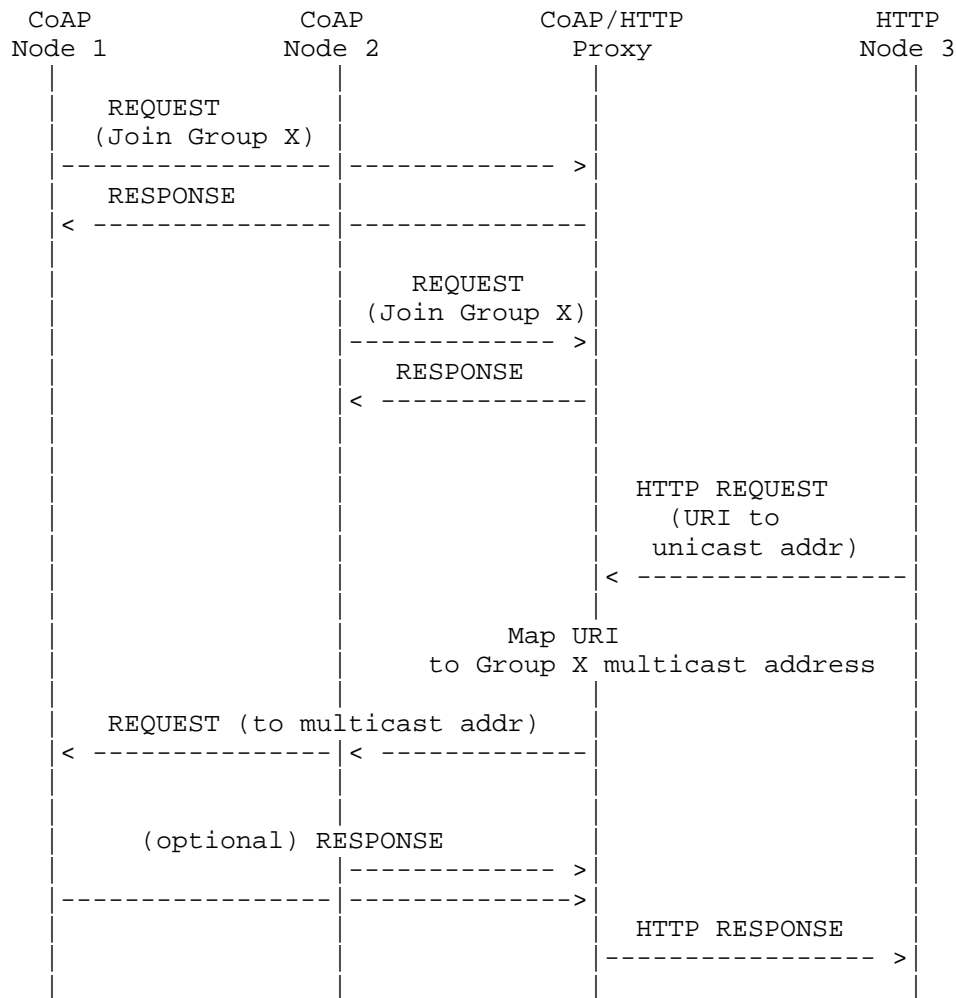 CoAP CoAP CoAP/HTTP HTTP
Node 1 Node 2 Proxy Node 3
REQUEST
(Join Group X)
RESPONSE
REQUEST
(Join Group X)
RESPONSE
HTTP REQUEST
(URI to
unicast addr)
Map URI
to Group X multicast address
REQUEST (to multicast addr)
(optional) RESPONSE
HTTP RESPONSE